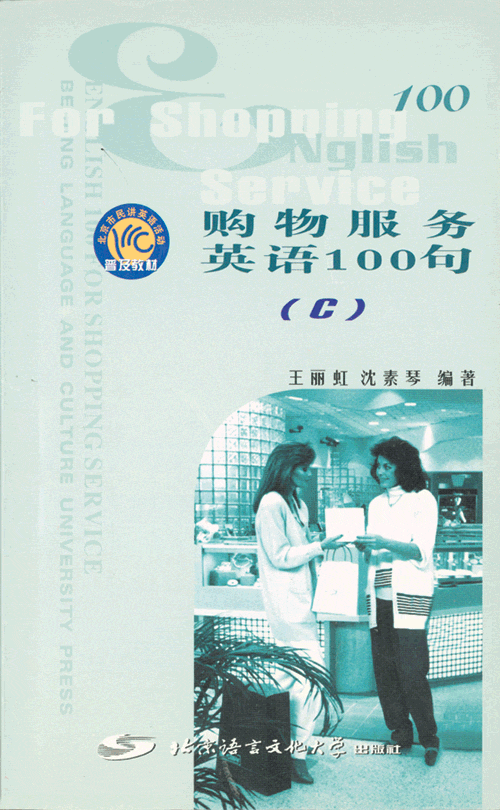 100
For Shopning
English
Service
ENGLISH 100 FOR SHOPPING SERVICE
BEIJING LANGUAGE AND CULTURE UNIVERSITY PRESS
北京市民讲英语活动
普及教材
购物服务
英语100句
(C)
王丽虹 沈素琴 编著
北京语言文化大学出版社